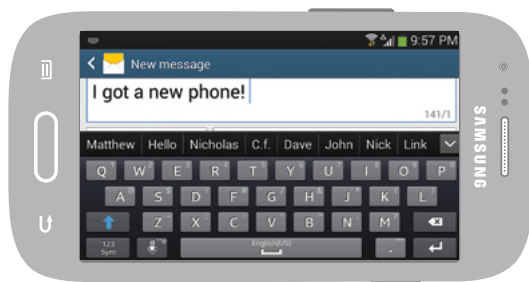 9:57 PM
New message
I got a new phone!
141/1
Matthew Hello Nicholas C.f. Dave John Nick Link
Q W E R T Y U I O P
A S D F G H J K L
Z X C V B N M
123
Sym
English(US)
.
SAMSUNG